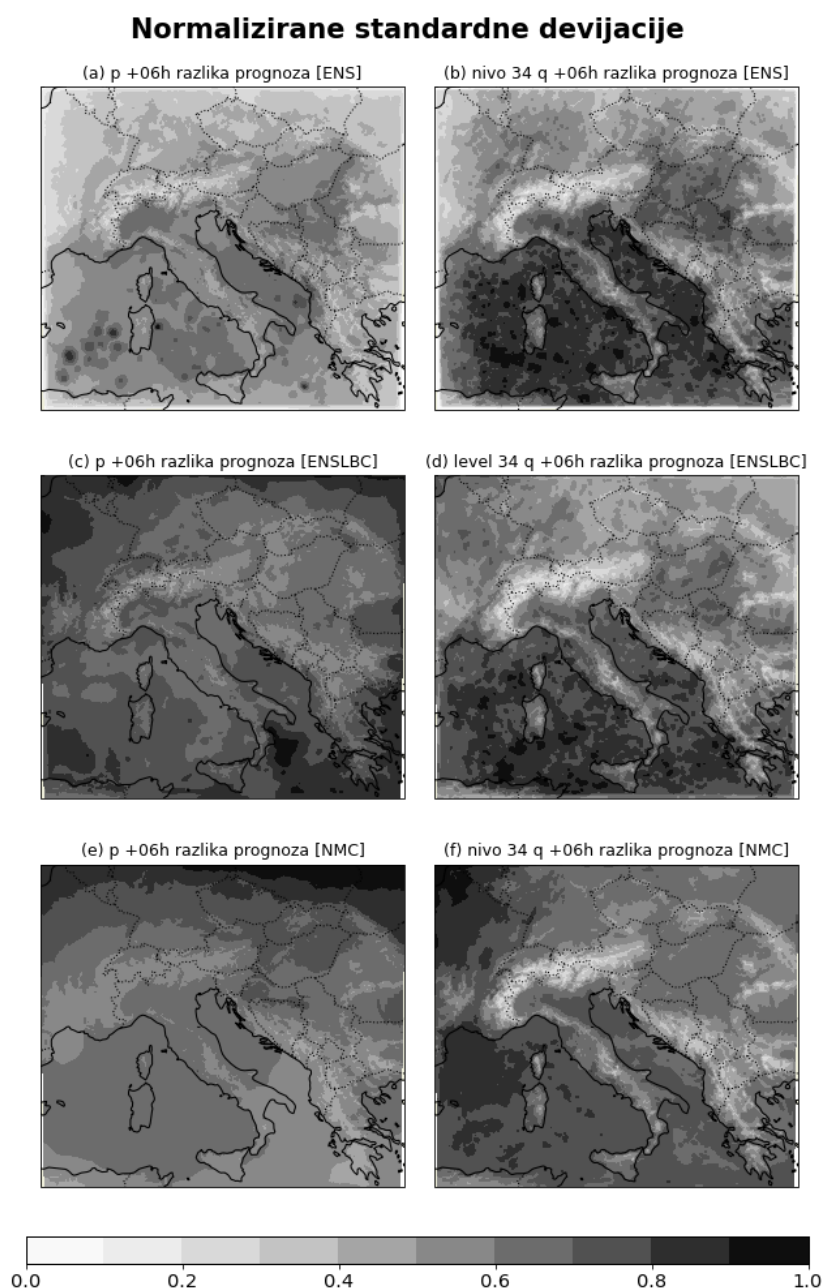 Normalizirane standardne devijacije
(a) p +06h razlika prognoza [ENS]
(b) nivo 34 q +06h razlika prognoza [ENS]
(c) p +06h razlika prognoza [ENSLBC]
(d) level 34 q +06h razlika prognoza [ENSLBC]
(e) p +06h razlika prognoza [NMC]
(f) nivo 34 q +06h razlika prognoza [NMC]
0.0 0.2 0.4 0.6 0.8 1.0